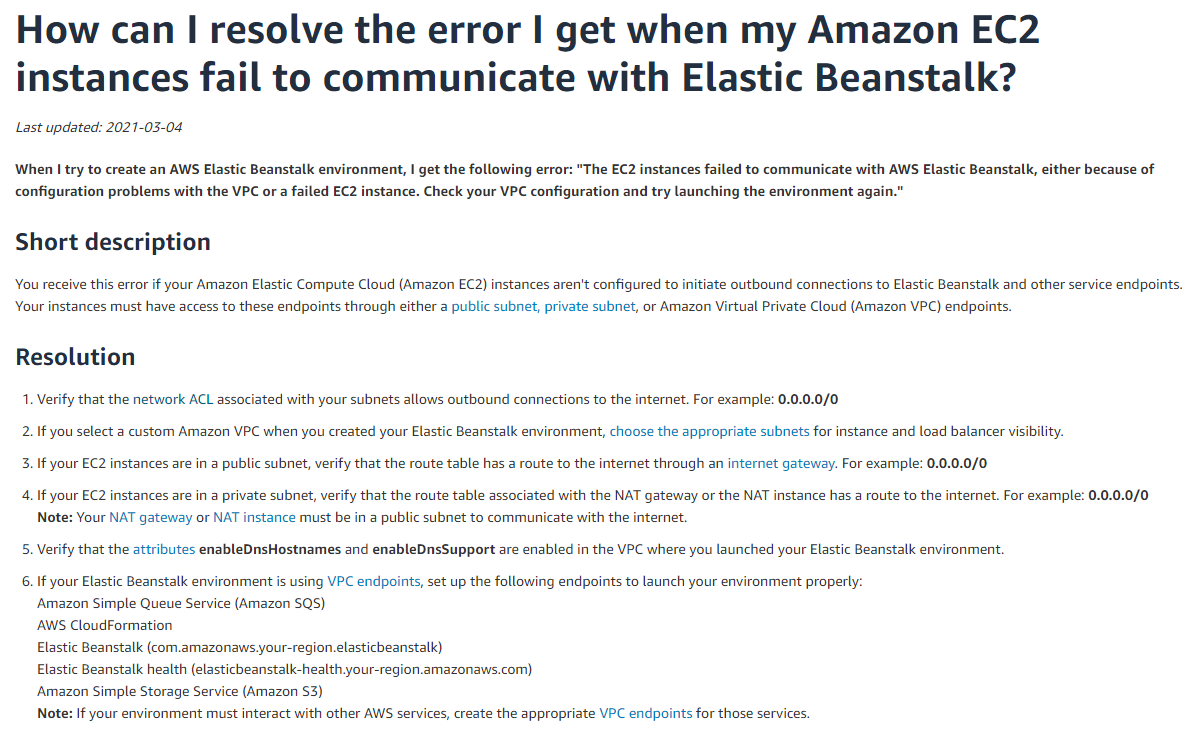 How can I resolve the error I get when my Amazon EC2
instances fail to communicate with Elastic Beanstalk?
Last updated: 2021-03-04
When I try to create an AWS Elastic Beanstalk environment, I get the following error: "The EC2 instances failed to communicate with AWS Elastic Beanstalk, either because of
configuration problems with the VPC or a failed EC2 instance. Check your VPC configuration and try launching the environment again."
Short description
You receive this error if your Amazon Elastic Compute Cloud (Amazon EC2) instances aren't configured to initiate outbound connections to Elastic Beanstalk and other service endpoints.
Your instances must have access to these endpoints through either a public subnet, private subnet, or Amazon Virtual Private Cloud (Amazon VPC) endpoints.
Resolution
1. Verify that the network ACL associated with your subnets allows outbound connections to the internet. For example: 0.0.0.0/0
2. If you select a custom Amazon VPC when you created your Elastic Beanstalk environment, choose the appropriate subnets for instance and load balancer visibility.
3. If your EC2 instances are in a public subnet, verify that the route table has a route to the internet through an internet gateway. For example: 0.0.0.0/0
4. If your EC2 instances are in a private subnet, verify that the route table associated with the NAT gateway or the NAT instance has a route to the internet. For example: 0.0.0.0/0
Note: Your NAT gateway or NAT instance must be in a public subnet to communicate with the internet.
5. Verify that the attributes enableDnsHostnames and enableDnsSupport are enabled in the VPC where you launched your Elastic Beanstalk environment.
6. If your Elastic Beanstalk environment is using VPC endpoints, set up the following endpoints to launch your environment properly:
Amazon Simple Queue Service (Amazon SQS)
AWS CloudFormation
Elastic Beanstalk (com.amazonaws.your-region.elasticbeanstalk)
Elastic Beanstalk health (elasticbeanstalk-health.your-region.amazonaws.com)
Amazon Simple Storage Service (Amazon S3)
Note: If your environment must interact with other AWS services, create the appropriate VPC endpoints for those services.